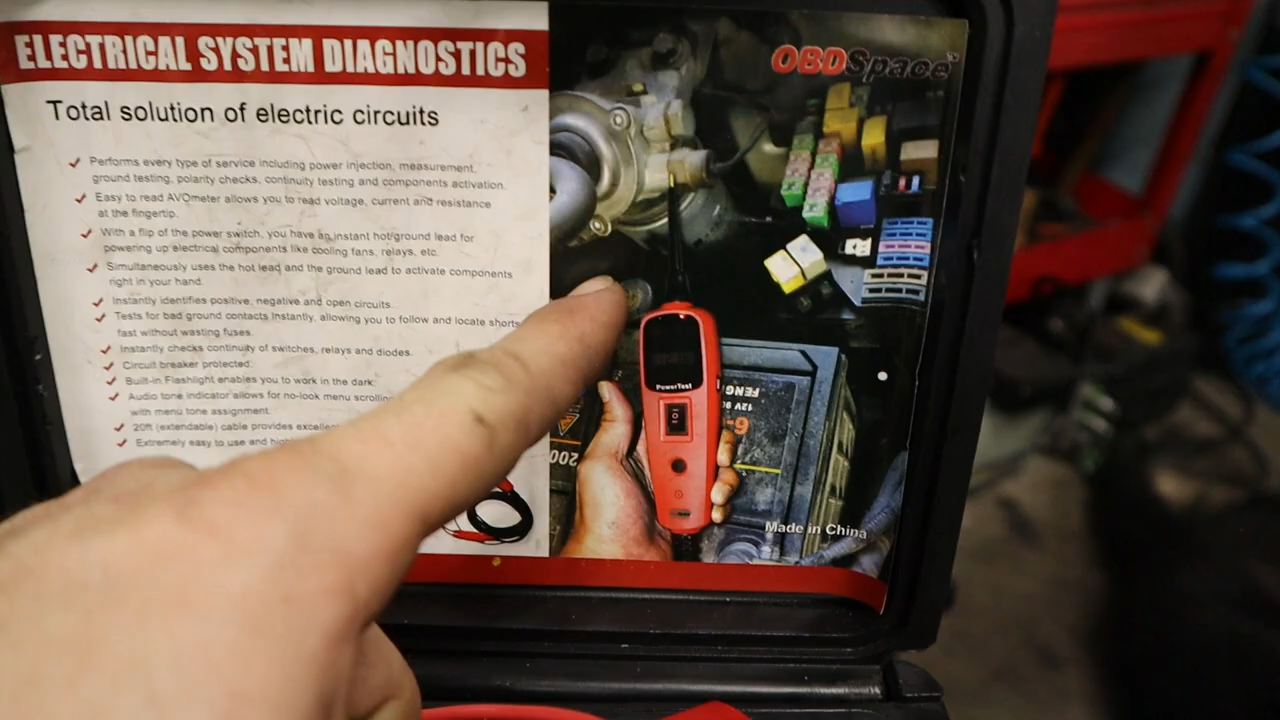 ELECTRICAL SYSTEM DIAGNOSTICS
Total solution of electric circuits
Performs every type of service including power injection, measurement,
ground testing, polarity checks, continuity testing and components activation.
Easy to read AVOmeter allows you to read voltage, current and resistance
at the fingertip.
With a flip of the power switch, you have an instant hot/ground lead for
powering up electrical components like cooling fans, relays, etc.
Simultaneously uses the hot lead and the ground lead to activate components
right in your hand.
Instantly identifies positive, negative and open circuits.
Tests for bad ground contacts Instantly, allowing you to follow and locate shorts
fast without wasting fuses.
Instantly checks continuity of switches, relays and diodes.
Circuit breaker protected.
Built-in Flashlight enables you to work in the dark.
Audio tone indicator allows for no-look menu scrolling
with menu tone assignment.
20ft (extendable) cable provides
Extremely easy to use and
OBDSpace™
PowerTest
FENG
12V
200
Made in China